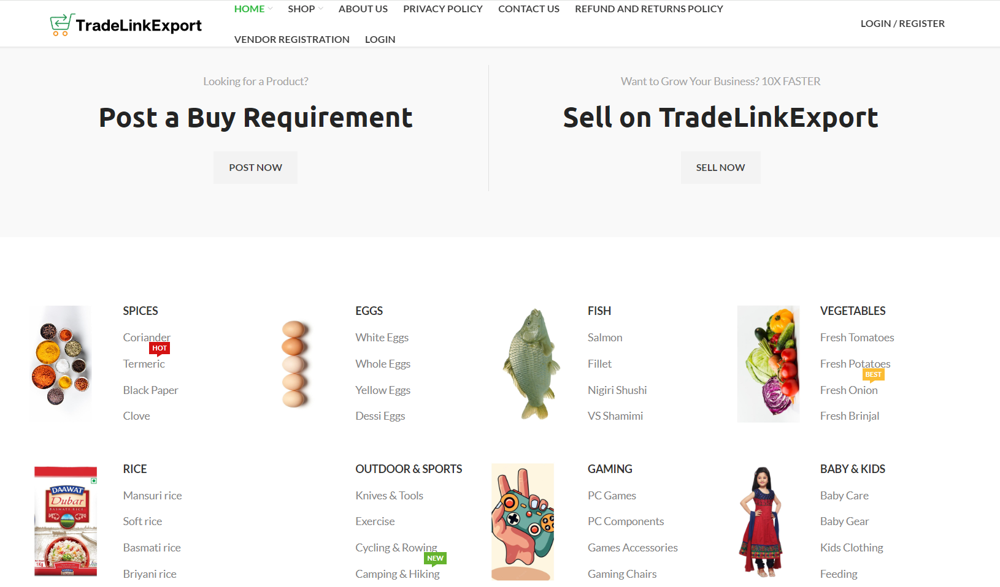 TradeLinkExport
HOME
SHOP
ABOUT US
PRIVACY POLICY
CONTACT US
REFUND AND RETURNS POLICY
VENDOR REGISTRATION
LOGIN
LOGIN / REGISTER
Looking for a Product?
Post a Buy Requirement
POST NOW
Want to Grow Your Business? 10X FASTER
Sell on TradeLinkExport
SELL NOW
SPICES
Coriander
HOT
Termeric
Black Paper
Clove
EGGS
White Eggs
Whole Eggs
Yellow Eggs
Dessi Eggs
FISH
Salmon
Fillet
Nigiri Shushi
VS Shamimi
VEGETABLES
Fresh Tomatoes
Fresh Potatoes
BEST
Fresh Onion
Fresh Brinjal
DAAWAT
Dubar
BASMATI RICE
1Kg
RICE
Mansuri rice
Soft rice
Basmati rice
Briyani rice
OUTDOOR & SPORTS
Knives & Tools
Exercise
Cycling & Rowing
NEW
Camping & Hiking
GAMING
PC Games
PC Components
Games Accessories
Gaming Chairs
BABY & KIDS
Baby Care
Baby Gear
Kids Clothing
Feeding